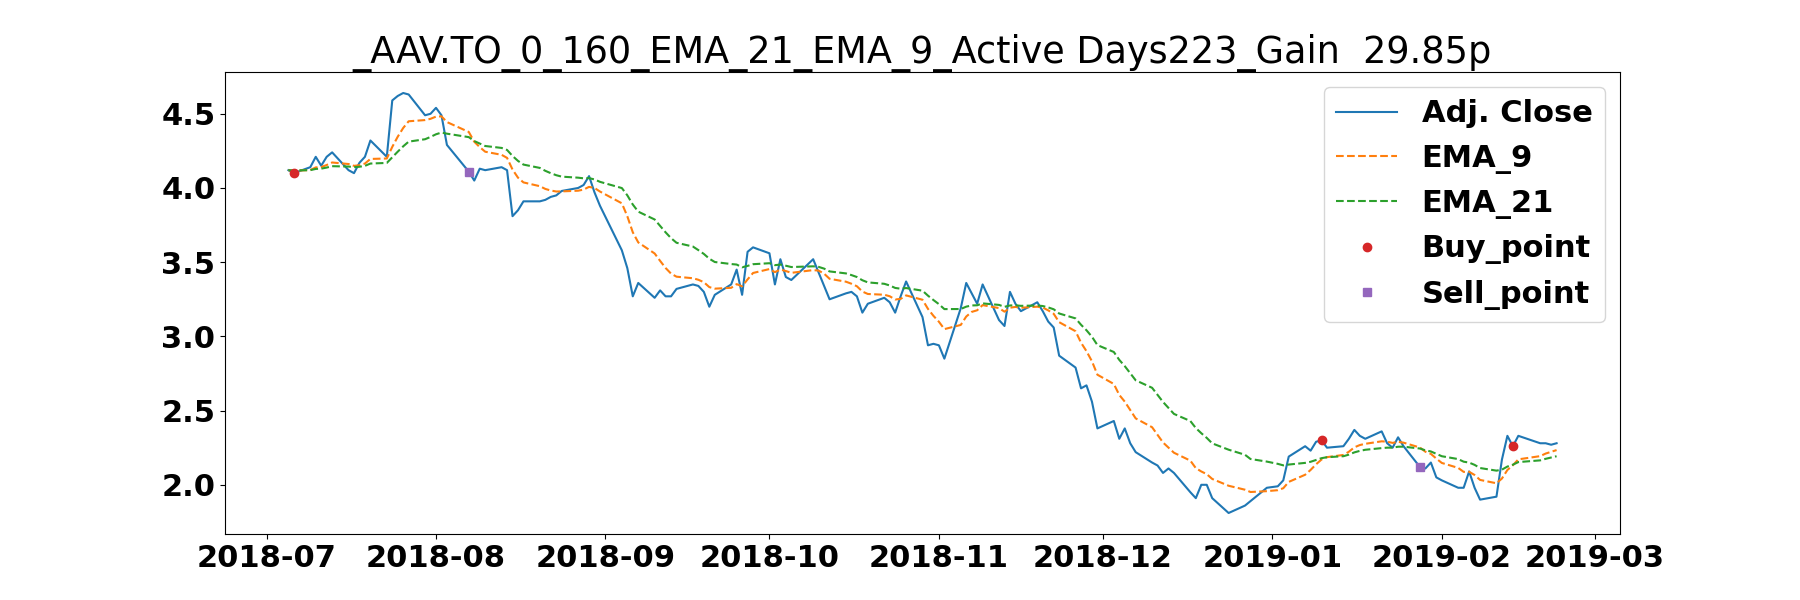 _AAV.TO_0_160_EMA_21_EMA_9_Active Days223_Gain  29.85p
4.5
4.0
3.5
3.0
2.5
2.0
Adj. Close
EMA_9
EMA_21
Buy_point
Sell_point
2018-07 2018-08 2018-09 2018-10 2018-11 2018-12 2019-01 2019-02 2019-03